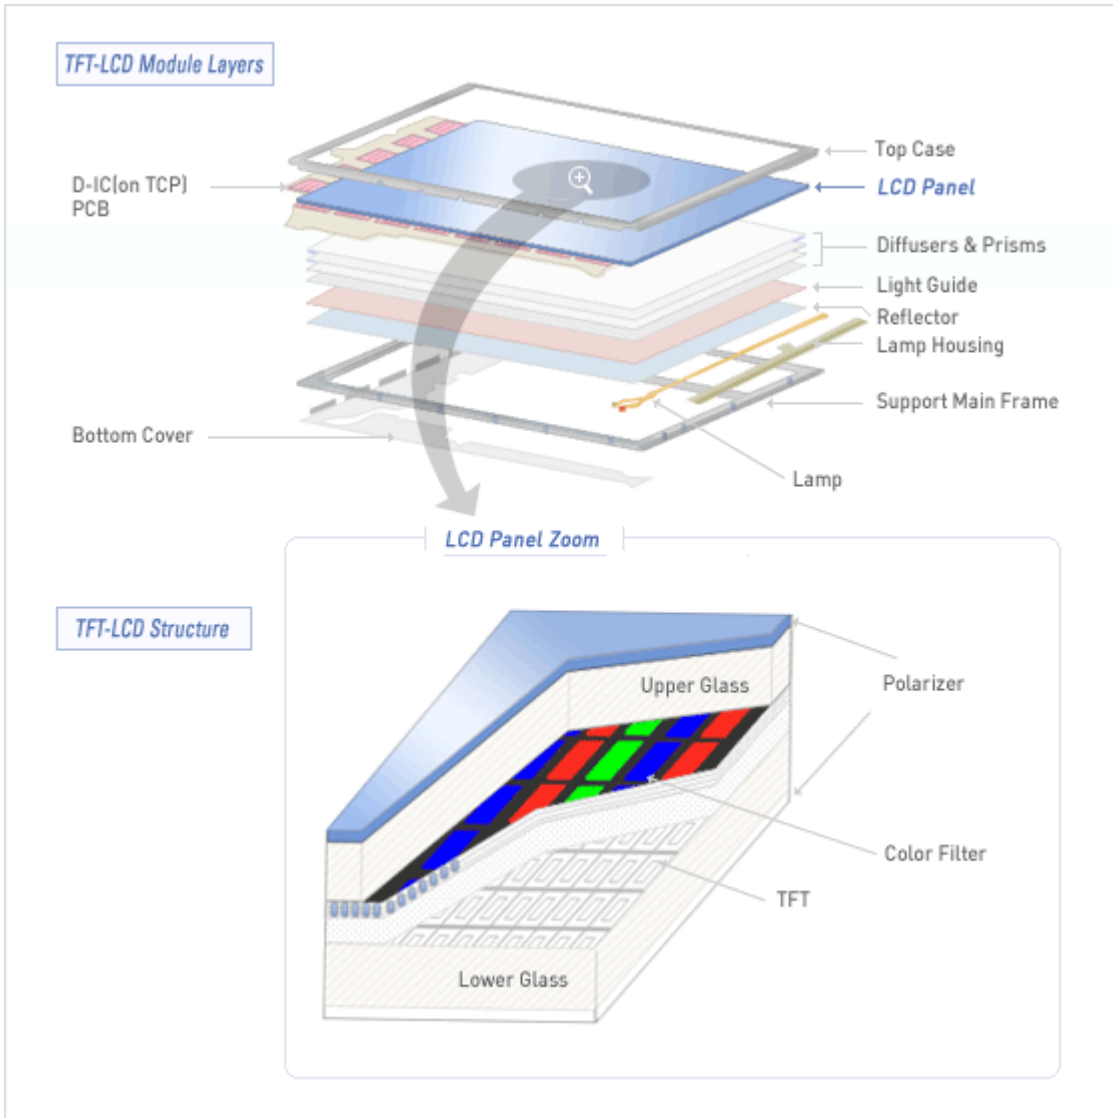 TFT-LCD Module Layers
Top Case
D-IC(on TCP)
PCB
LCD Panel
Diffusers & Prisms
Light Guide
Reflector
Lamp Housing
Support Main Frame
Bottom Cover
Lamp
LCD Panel Zoom
TFT-LCD Structure
Polarizer
Upper Glass
Color Filter
TFT
Lower Glass